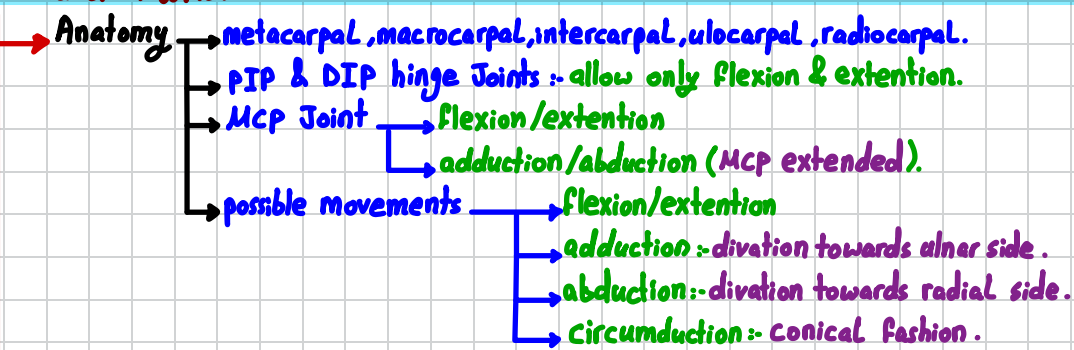 Anatomy metacarpal, macrocarpal, intercarpal, ulocarpal, radiocarpal.
PIP & DIP hinge Joints :- allow only flexion & extention.
MCP Joint flexion/extention
adduction/abduction (MCP extended).
possible movements flexion/extention
adduction :- divation towards ulnar side.
abduction :- divation towards radial side.
circumduction :- conical fashion.